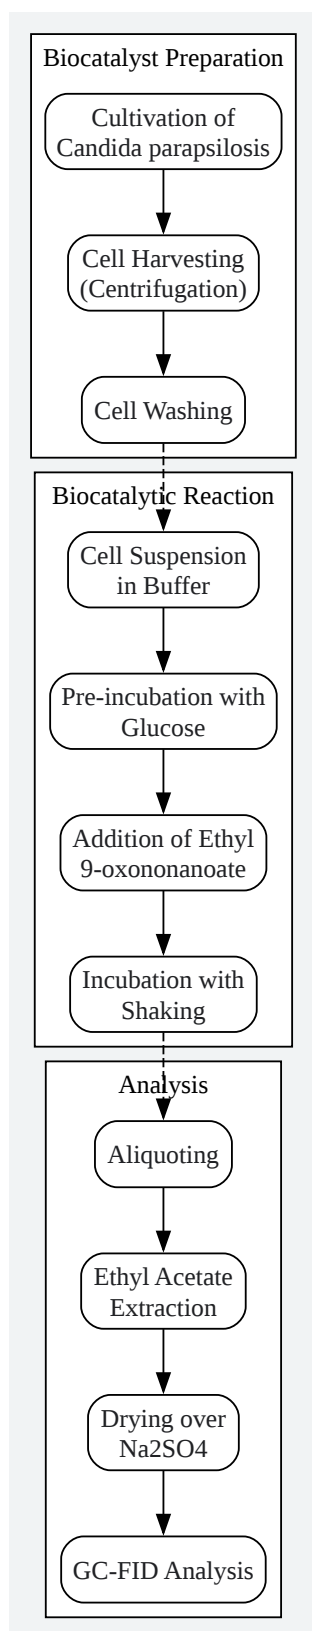 Biocatalyst Preparation
Cultivation of
Candida parapsilosis
Cell Harvesting
(Centrifugation)
Cell Washing
Biocatalytic Reaction
Cell Suspension
in Buffer
Pre-incubation with
Glucose
Addition of Ethyl
9-oxononanoate
Incubation with
Shaking
Analysis
Aliquoting
Ethyl Acetate
Extraction
Drying over
Na2SO4
GC-FID Analysis